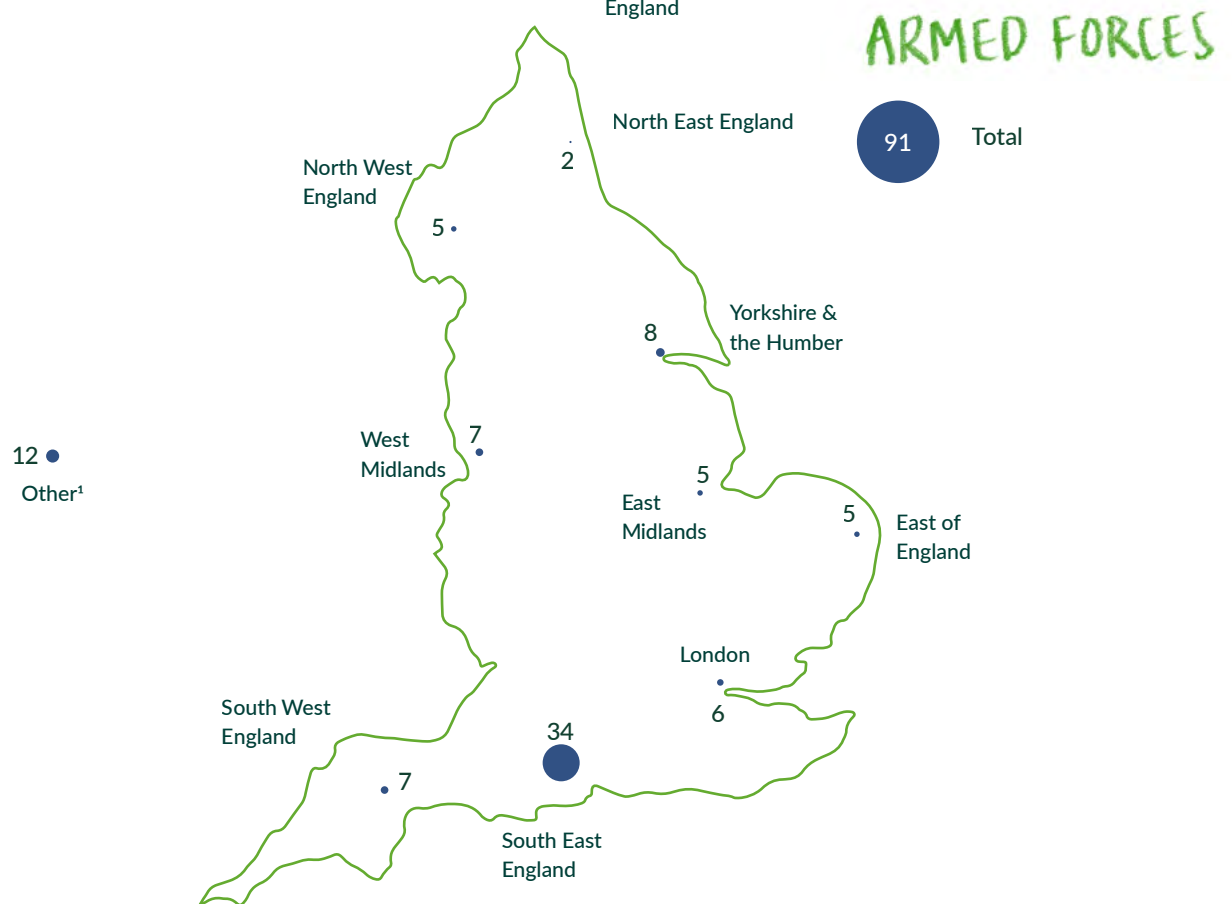 England
ARMED FORCES
91
Total
North East England
2
North West
England
5
Yorkshire &
the Humber
8
West
Midlands
7
12
Other¹
5
East
Midlands
5
East of
England
London
6
South West
England
7
34
South East
England